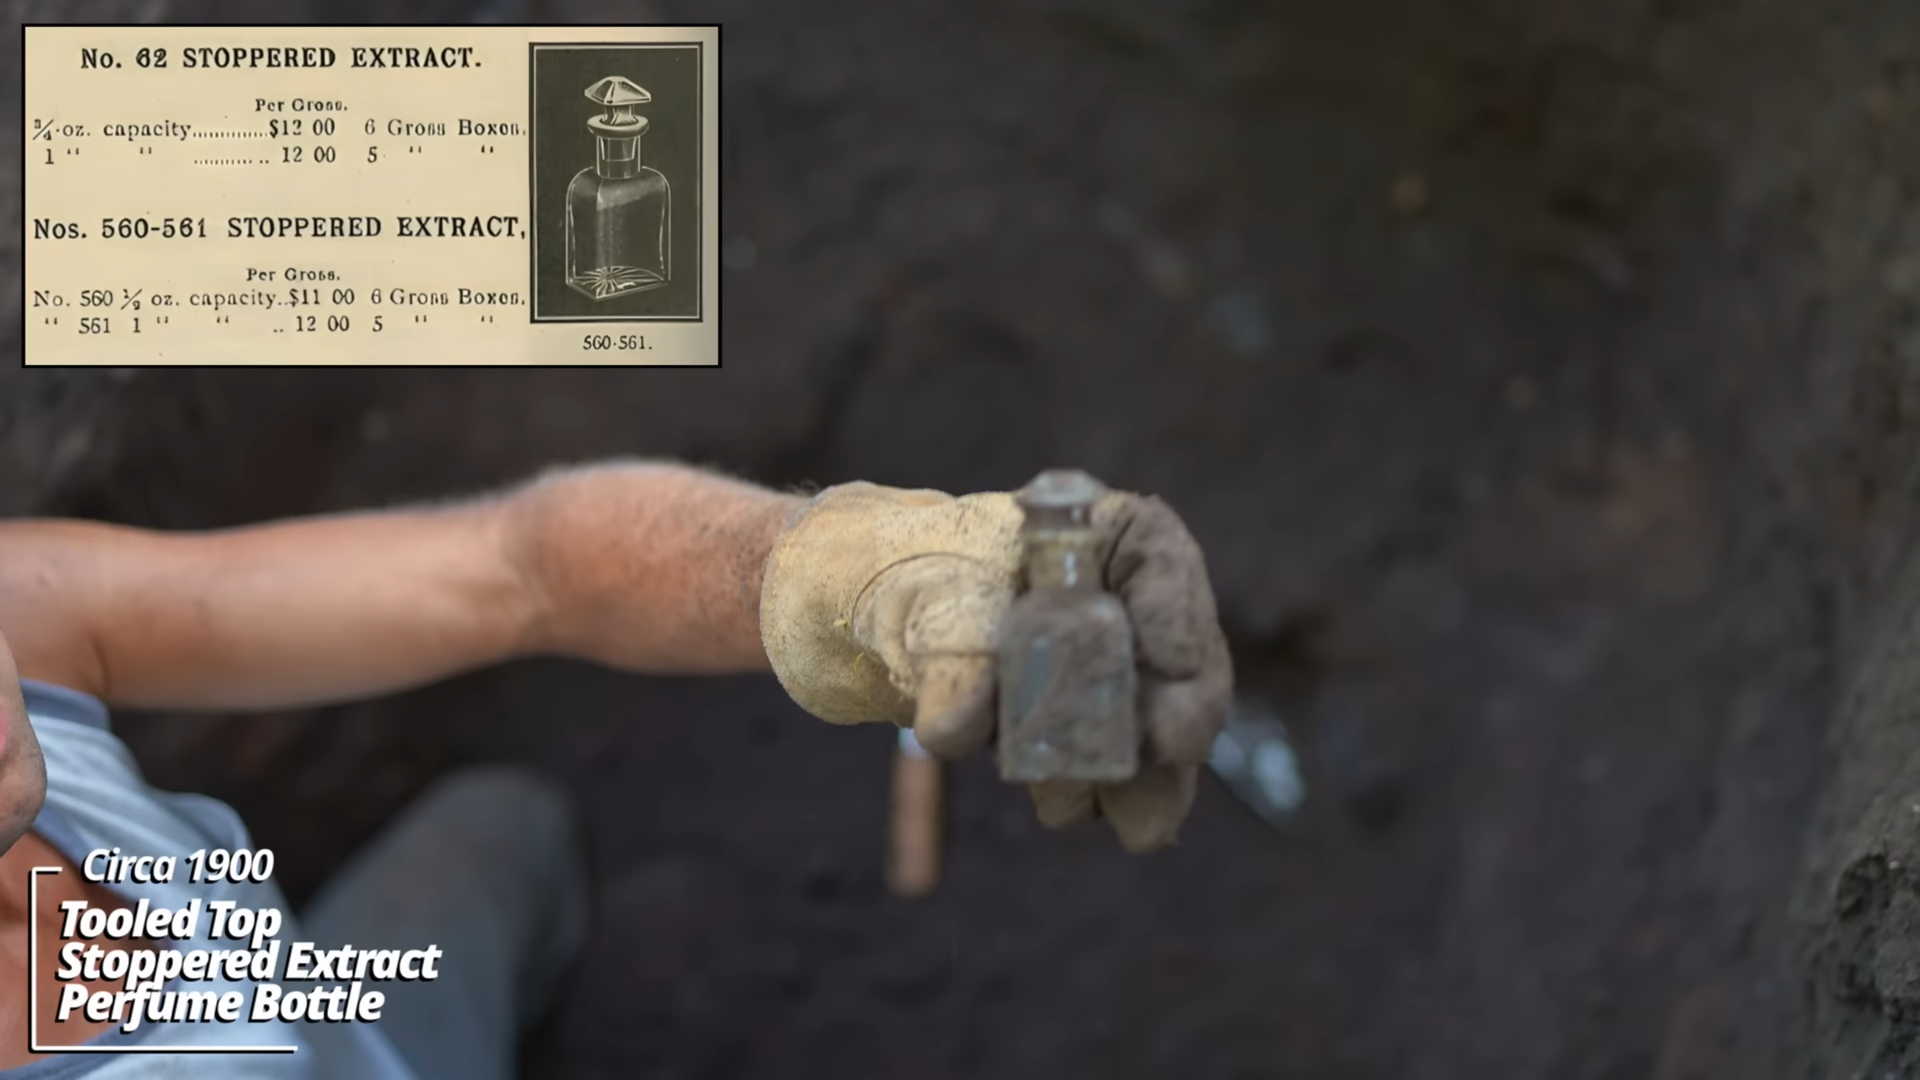 No. 62 STOPPERED EXTRACT.
Per Gross.
¾-oz. capacity.............$12 00 6 Gross Boxes.
1 “ “ ............. 12 00 5 “ “
Nos. 560-561 STOPPERED EXTRACT,
Per Gross.
No. 560 ½ oz. capacity..$11 00 6 Gross Boxes.
“ 561 1 “ “ .. 12 00 5 “ “
560-561.
Circa 1900
Tooled Top
Stoppered Extract
Perfume Bottle